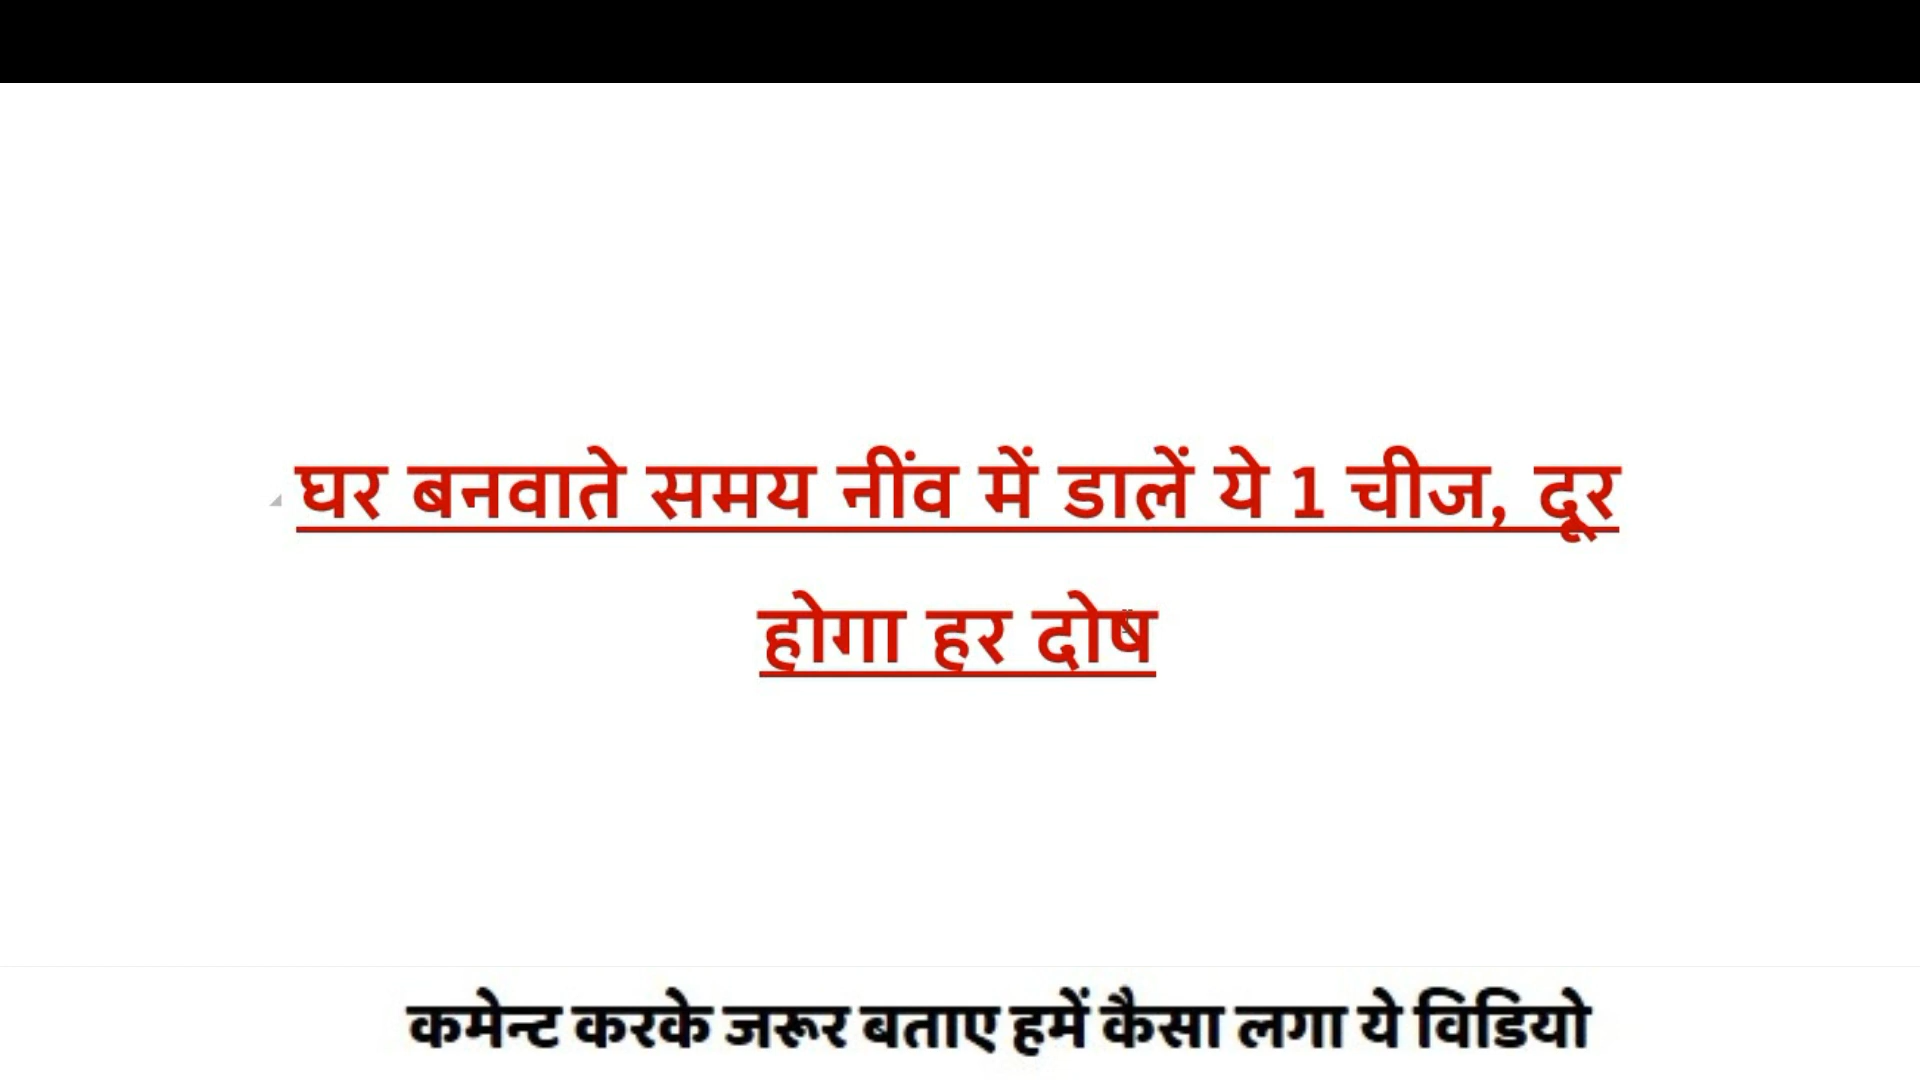 घर बनवाते समय नींव में डालें ये 1 चीज, दूर
होगा हर दोष
कमेन्ट करके जरूर बताए हमें कैसा लगा ये विडियो